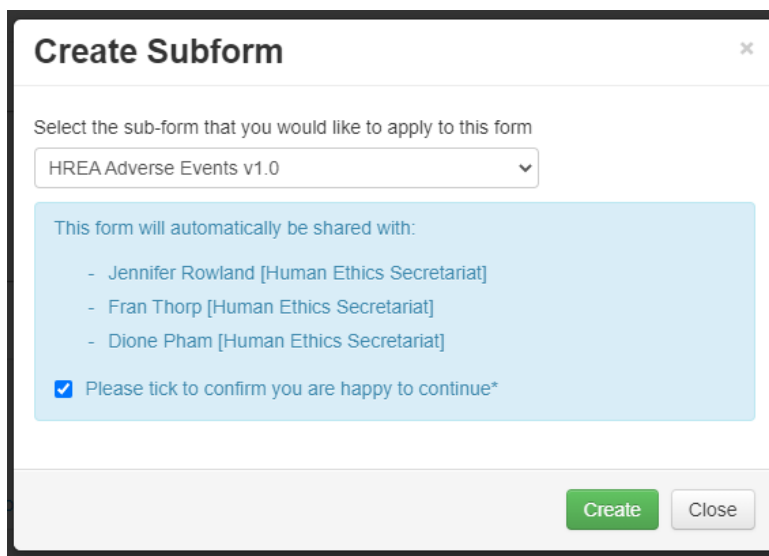 Create Subform
×
Select the sub-form that you would like to apply to this form
HREA Adverse Events v1.0
This form will automatically be shared with:
- Jennifer Rowland [Human Ethics Secretariat]
- Fran Thorp [Human Ethics Secretariat]
- Dione Pham [Human Ethics Secretariat]
Please tick to confirm you are happy to continue*
Create Close